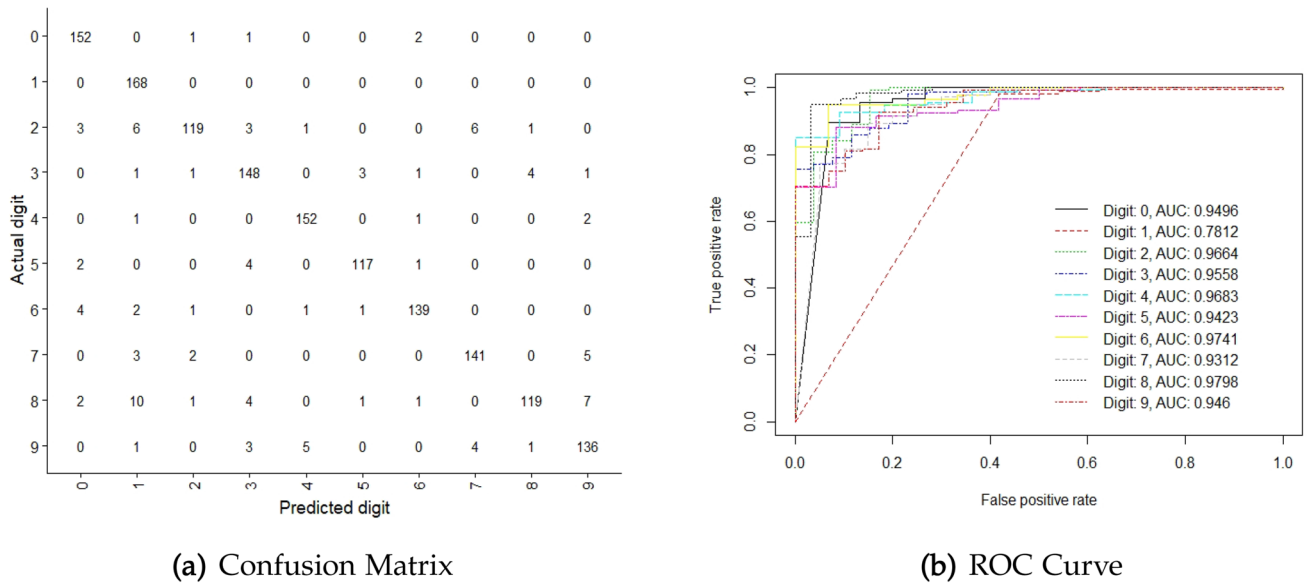 0 152 0 1 1 0 0 2 0 0 0
1 0 168 0 0 0 0 0 0 0 0
2 3 6 119 3 1 0 0 6 1 0
3 0 1 1 148 0 3 1 0 4 1
4 0 1 0 0 152 0 1 0 0 2
5 2 0 0 4 0 117 1 0 0 0
6 4 2 1 0 1 1 139 0 0 0
7 0 3 2 0 0 0 0 141 0 5
8 2 10 1 4 0 1 1 0 119 7
9 0 1 0 3 5 0 0 4 1 136
Actual digit
0 1 2 3 4 5 6 7 8 9
Predicted digit
(a) Confusion Matrix
1.0
0.8
0.6
0.4
0.2
0.0
True positive rate
Digit: 0, AUC: 0.9496
Digit: 1, AUC: 0.7812
Digit: 2, AUC: 0.9664
Digit: 3, AUC: 0.9558
Digit: 4, AUC: 0.9683
Digit: 5, AUC: 0.9423
Digit: 6, AUC: 0.9741
Digit: 7, AUC: 0.9312
Digit: 8, AUC: 0.9798
Digit: 9, AUC: 0.946
0.0 0.2 0.4 0.6 0.8 1.0
False positive rate
(b) ROC Curve